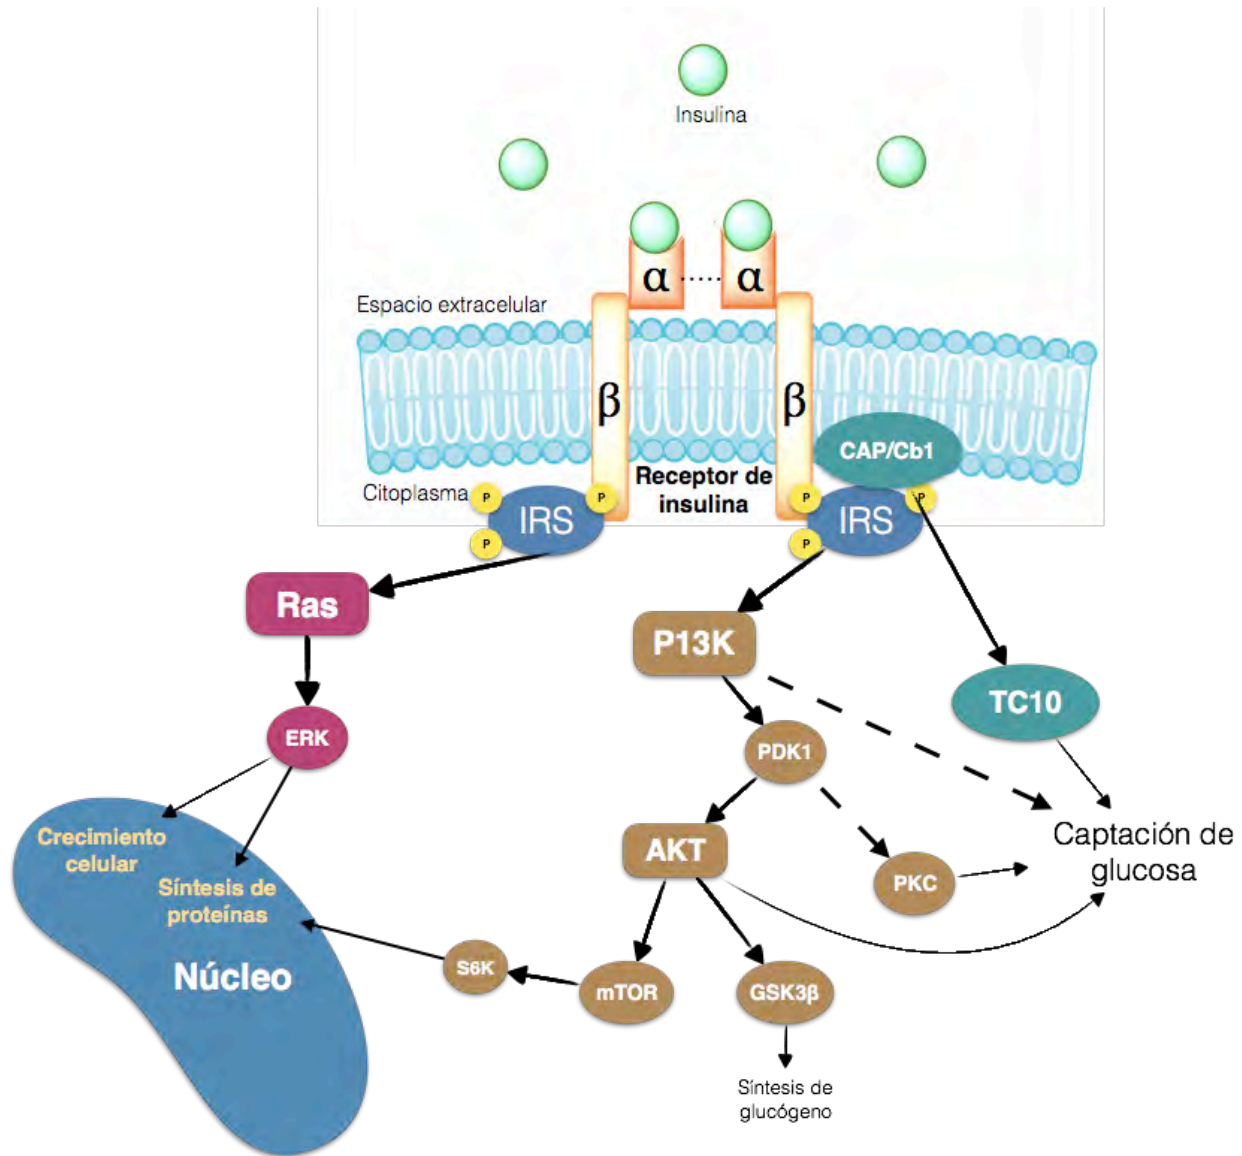 Insulina
α ..... α
Espacio extracelular
β
β
CAP/Cb1
Receptor de
insulina
Citoplasma
P
P
P
P
P
P
IRS
IRS
Ras
P13K
TC10
ERK
PDK1
Captación de
glucosa
AKT
PKC
Crecimiento
celular
Síntesis de
proteínas
Núcleo
S6K
mTOR
GSK3β
Síntesis de
glucógeno